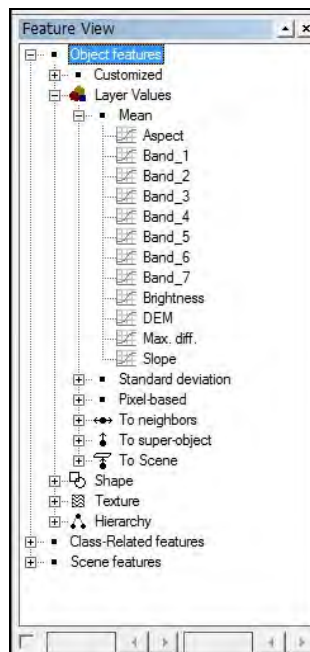 Feature View
Object features
Customized
Layer Values
Mean
Aspect
Band_1
Band_2
Band_3
Band_4
Band_5
Band_6
Band_7
Brightness
DEM
Max. diff.
Slope
Standard deviation
Pixel-based
To neighbors
To super-object
To Scene
Shape
Texture
Hierarchy
Class-Related features
Scene features